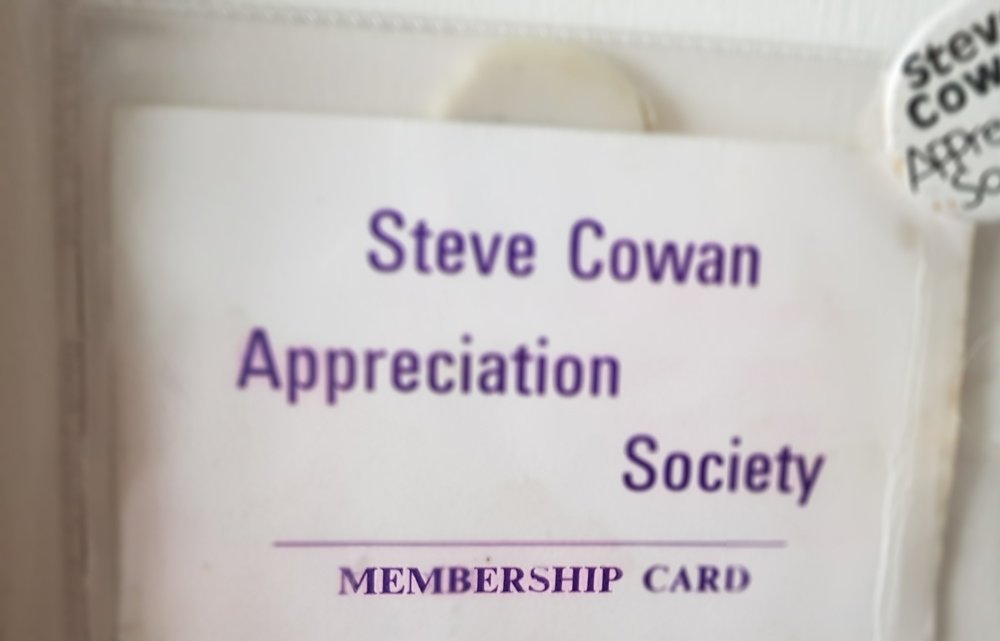 Steve Cowan
Appreciation
Society
MEMBERSHIP CARD